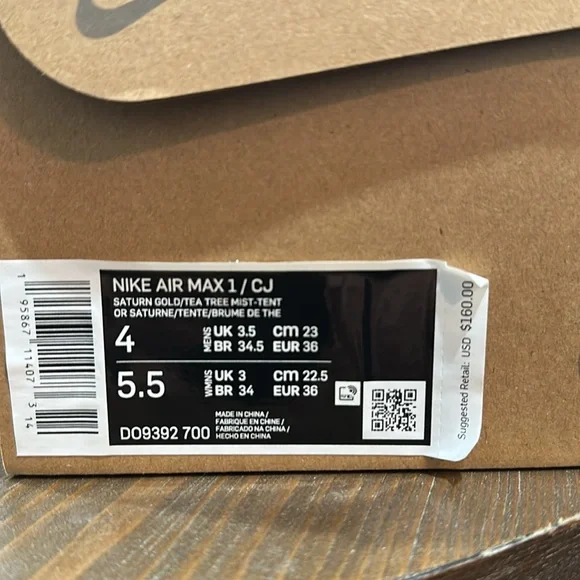 NIKE AIR MAX 1 / CJ
SATURN GOLD/TEA TREE MIST-TENT
OR SATURNE/TENTE/BRUME DE THE
4 MENS UK 3.5 cm 23
BR 34.5 EUR 36
5.5 WMNS UK 3 cm 22.5
BR 34 EUR 36
DO9392 700
MADE IN CHINA /
FABRIQUE EN CHINE /
FABRICADO NA CHINA /
HECHO EN CHINA
1 95867 11407 3 14
Suggested Retail: USD $160.00